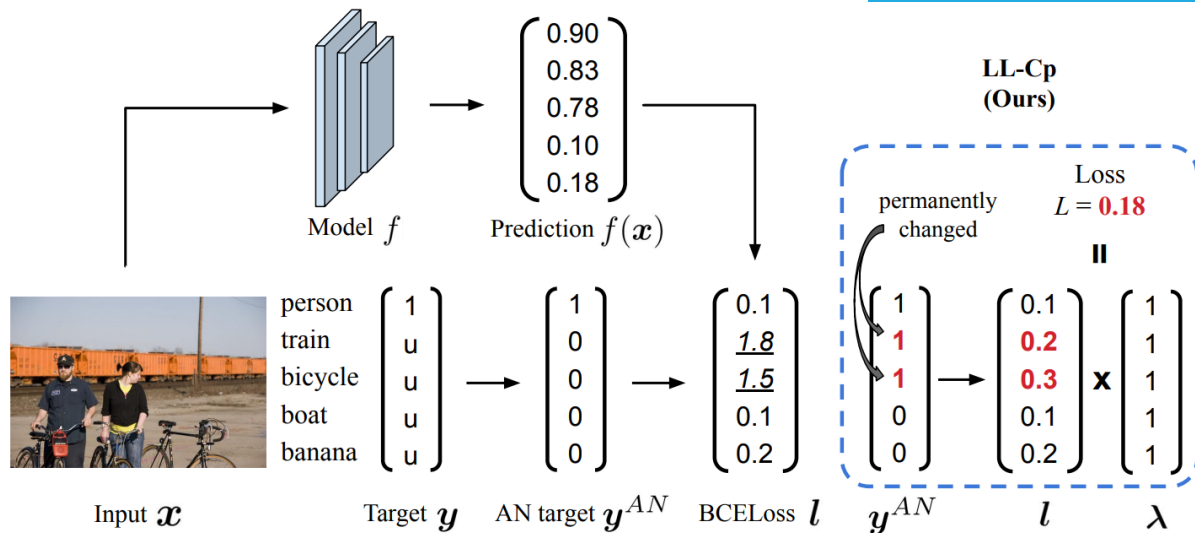 0.90
0.83
0.78
0.10
0.18
Model f
Prediction f(x)
LL-Cp
(Ours)
permanently
changed
Loss
L = 0.18
=
person
train
bicycle
boat
banana
1
u
u
u
u
1
0
0
0
0
0.1
1.8
1.5
0.1
0.2
1
1
1
0
0
0.1
0.2
0.3
0.1
0.2
x
1
1
1
1
1
Input x
Target y
AN target y^{AN}
BCELoss l
y^{AN}
l
λ